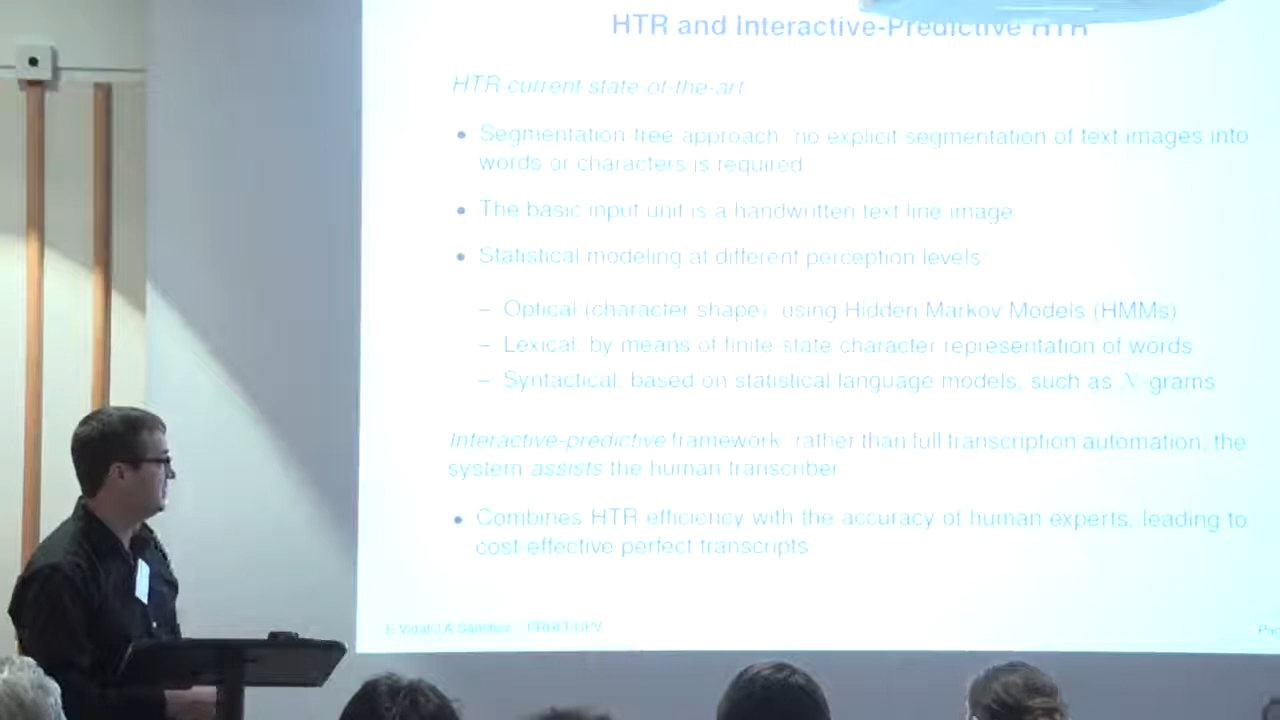 HTR and Interactive-Predictive HTR
HTR current state-of-the-art
• Segmentation free approach: no explicit segmentation of text images into
words or characters is required
• The basic input unit is a handwritten text line image
• Statistical modeling at different perception levels:
– Optical (character shape): using Hidden Markov Models (HMMs)
– Lexical: by means of finite-state character representation of words
– Syntactical: based on statistical language models, such as N-grams
Interactive-predictive framework: rather than full transcription automation, the
system assists the human transcriber
• Combines HTR efficiency with the accuracy of human experts, leading to
cost-effective perfect transcripts
E.Vidal/J.A.Sánchez PRHLT/UPV